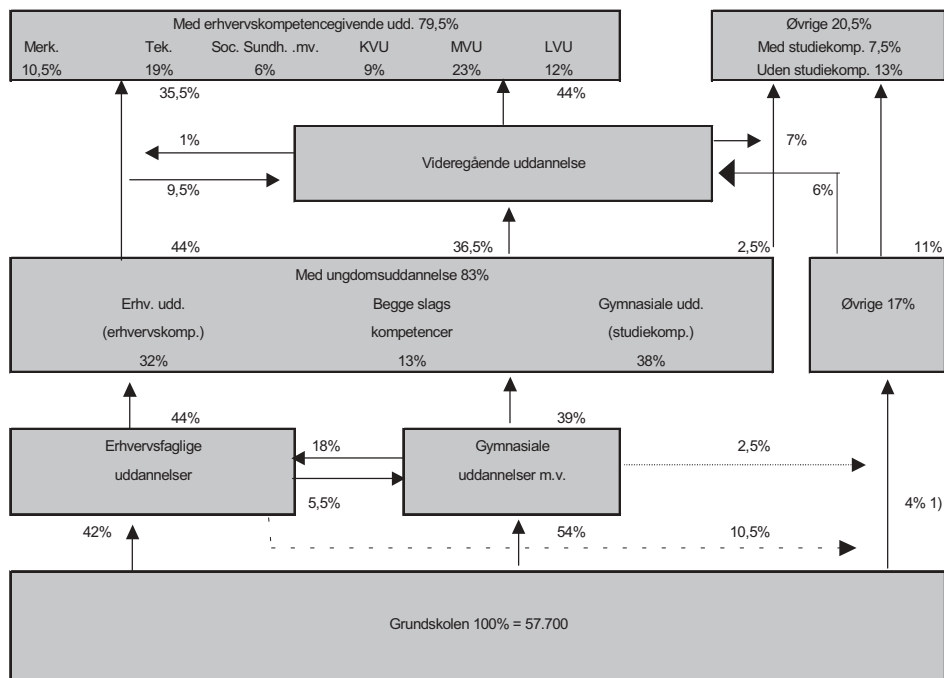 Med erhvervskompetencegivende udd. 79,5%
Merk. Tek. Soc. Sundh. .mv. KVU MVU LVU
10,5% 19% 6% 9% 23% 12%
Øvrige 20,5%
Med studiekomp. 7,5%
Uden studiekomp. 13%
35,5% 44%
1% 7%
Videregående uddannelse
9,5% 6%
44% 36,5% 2,5% 11%
Med ungdomsuddannelse 83%
Erhv. udd. Begge slags Gymnasiale udd.
(erhvervskomp.) kompetencer (studiekomp.)
32% 13% 38%
Øvrige 17%
44% 39%
Erhvervsfaglige
uddannelser
18%
5,5%
Gymnasiale
uddannelser m.v.
2,5%
4% 1)
42% 54% 10,5%
Grundskolen 100% = 57.700